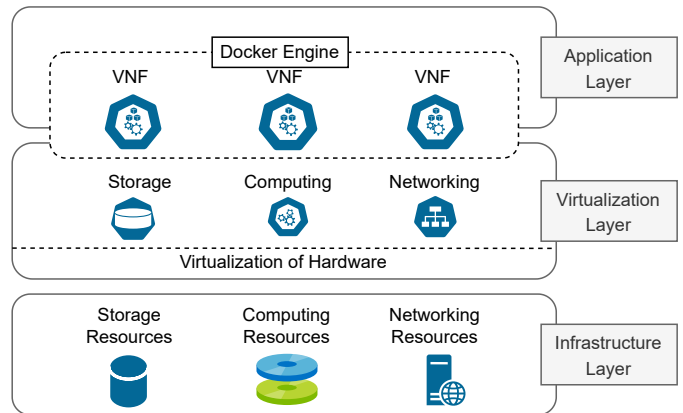 Docker Engine
VNF VNF VNF
Application
Layer
Storage Computing Networking
Virtualization
Layer
Virtualization of Hardware
Storage Computing Networking
Resources Resources Resources
Infrastructure
Layer